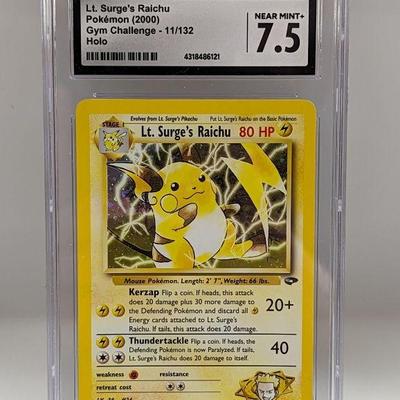 Lt. Surge's Raichu
Pokémon (2000)
Gym Challenge - 11/132
Holo
NEAR MINT+
7.5
4318486121
STAGE 1
Evolves from Lt. Surge's Pikachu
Put Lt. Surge's Raichu on the Basic Pokémon
Lt. Surge's Raichu 80 HP
Mouse Pokémon. Length: 2' 7", Weight: 66 lbs.
Kerzap Flip a coin. If heads, this attack
does 20 damage plus 30 more damage to
the Defending Pokémon and discard all
Energy cards attached to Lt. Surge's
Raichu. If tails, this attack does 20 damage.
20+
Thundertackle Flip a coin. If heads, the
Defending Pokémon is now Paralyzed. If tails,
Lt. Surge's Raichu does
40
weakness
resistance
retreat cost